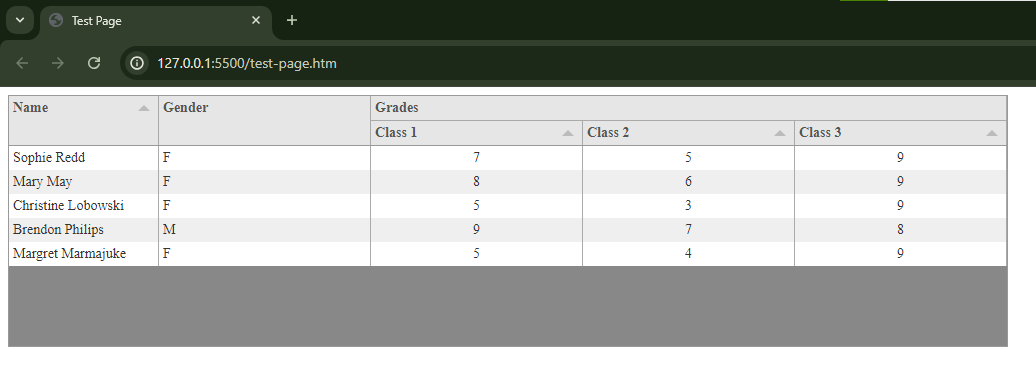 Test Page
127.0.0.1:5500/test-page.htm
Name Gender Grades
Class 1 Class 2 Class 3
Sophie Redd F 7 5 9
Mary May F 8 6 9
Christine Lobowski F 5 3 9
Brendon Philips M 9 7 8
Margret Marmajuke F 5 4 9